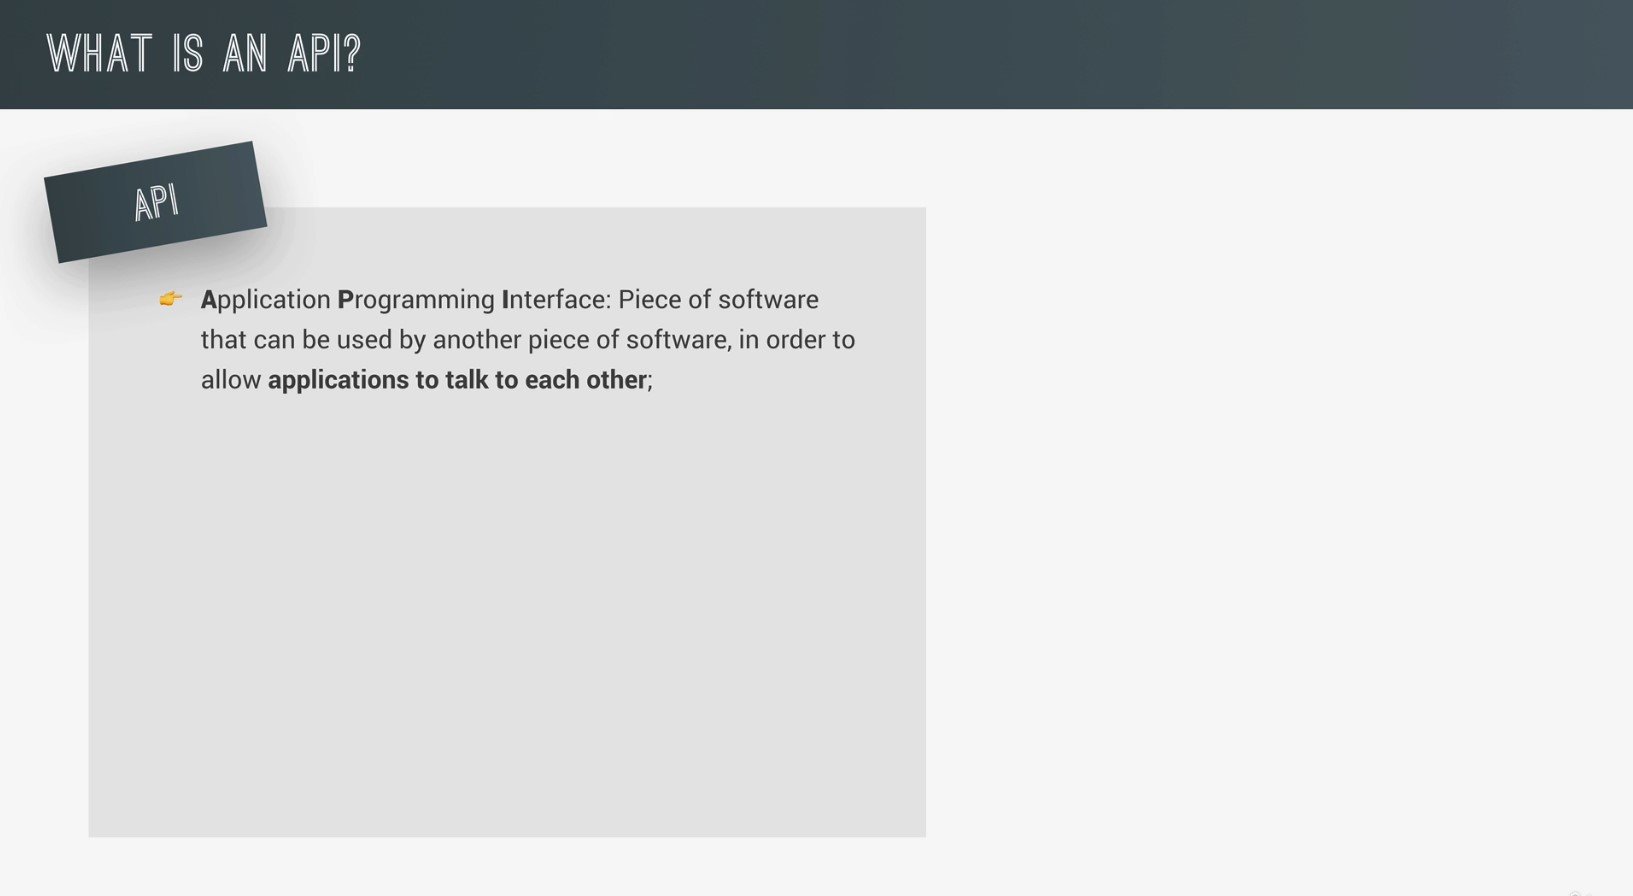 WHAT IS AN API?
API
👉 Application Programming Interface: Piece of software
that can be used by another piece of software, in order to
allow applications to talk to each other;